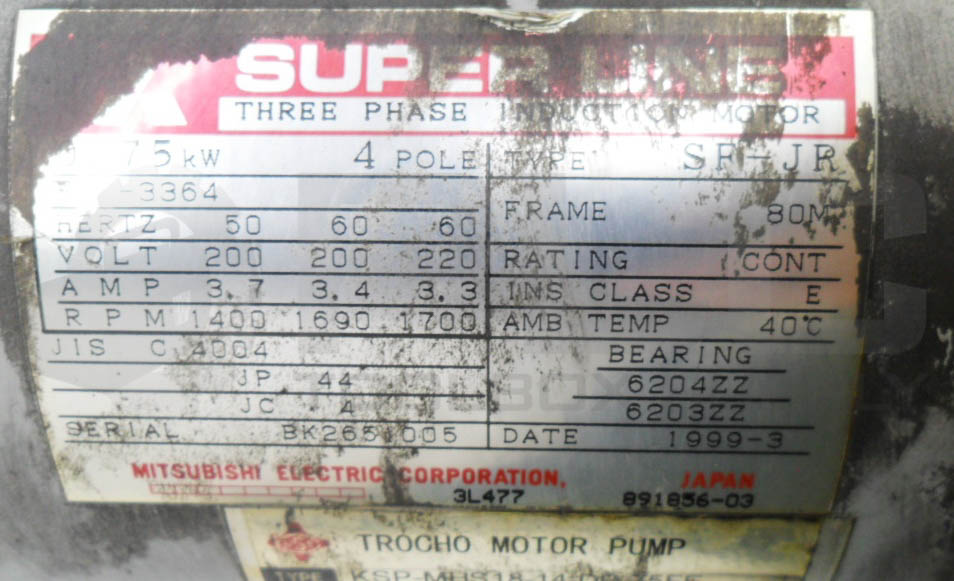 SUPER LINE
THREE PHASE INDUCTION MOTOR
75 kW 4 POLE TYPE SF-JR
-3364
FRAME 80M
HERTZ 50 60 60
VOLT 200 200 220 RATING CONT
AMP 3.7 3.4 3.3 INS CLASS E
RPM 1400 1690 1700 AMB TEMP 40°C
JIS C 4004 BEARING
JP 44 6204ZZ
JC 4 6203ZZ
SERIAL DATE 1999-3
MITSUBISHI ELECTRIC CORPORATION, JAPAN
3L477 891856-03
TROCHO MOTOR PUMP
TYPE